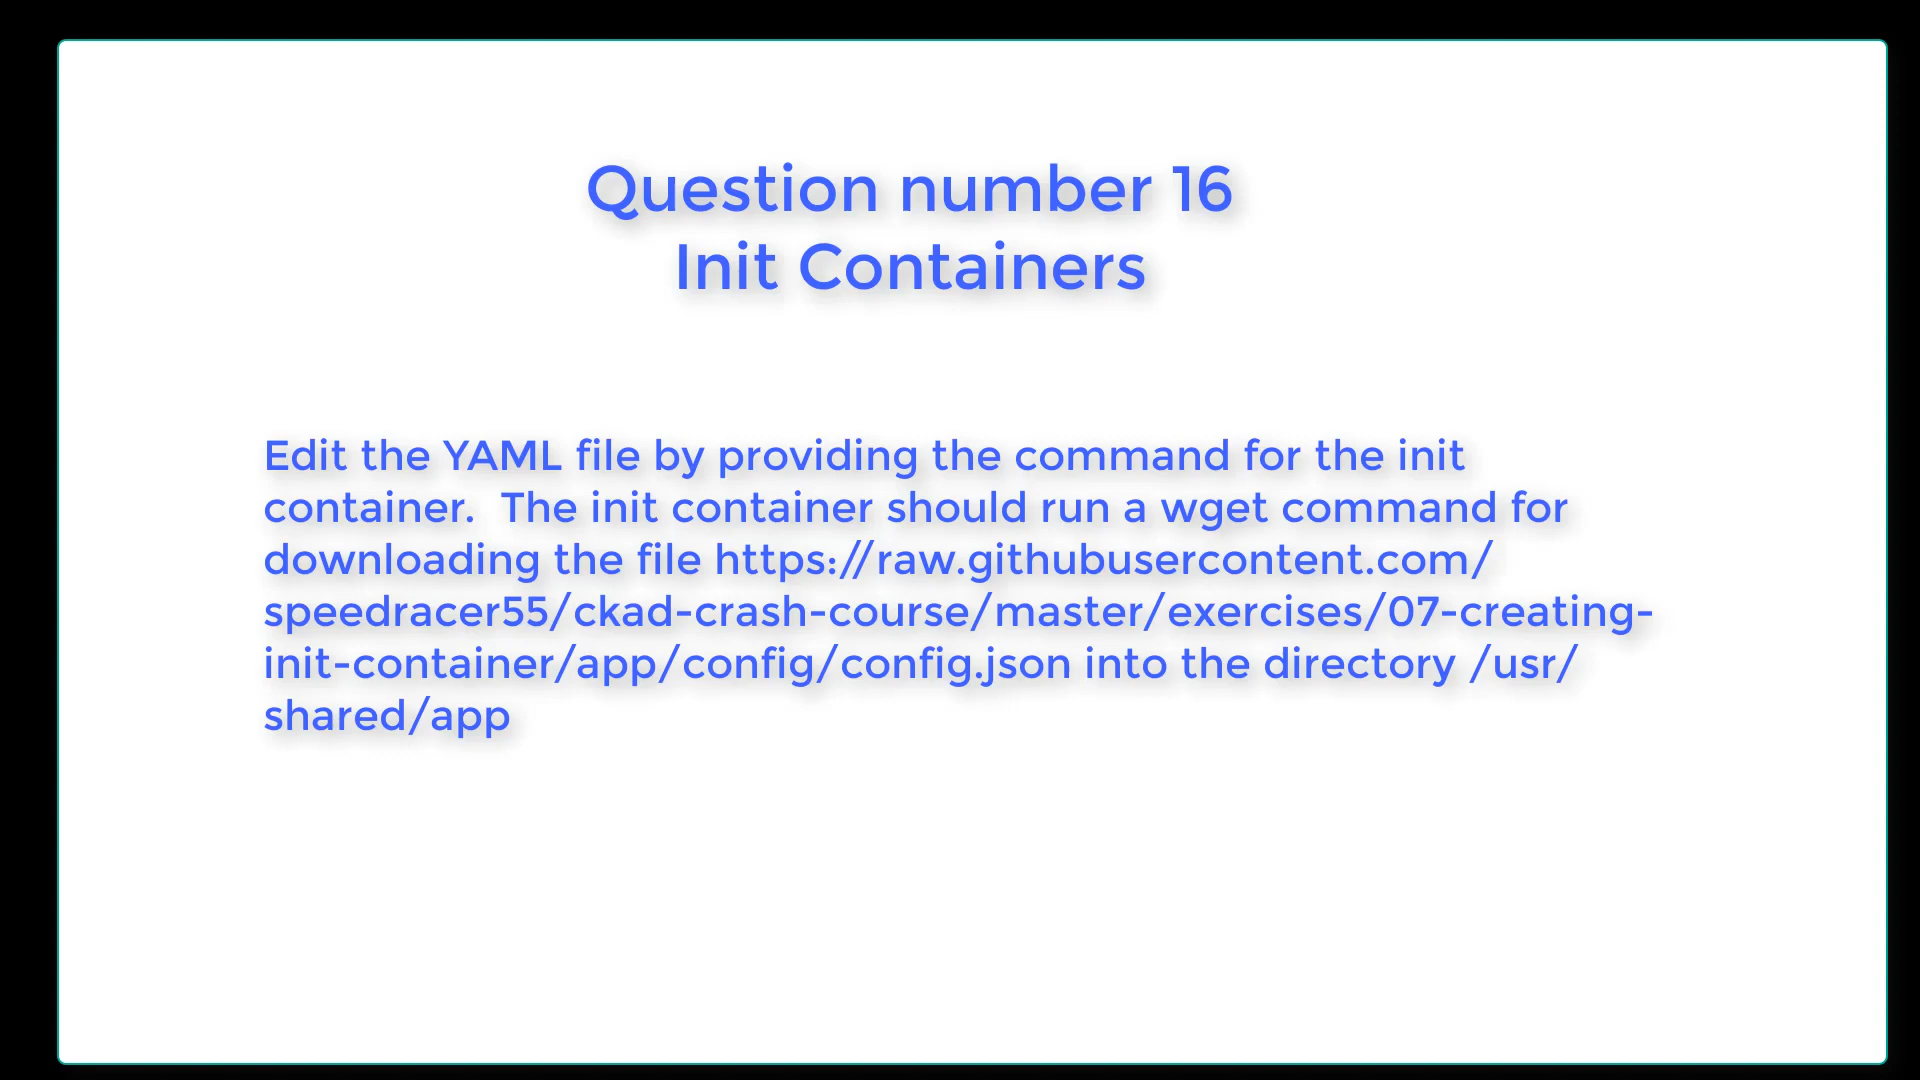 Question number 16
Init Containers
Edit the YAML file by providing the command for the init
container.  The init container should run a wget command for
downloading the file https://raw.githubusercontent.com/
speedracer55/ckad-crash-course/master/exercises/07-creating-
init-container/app/config/config.json into the directory /usr/
shared/app